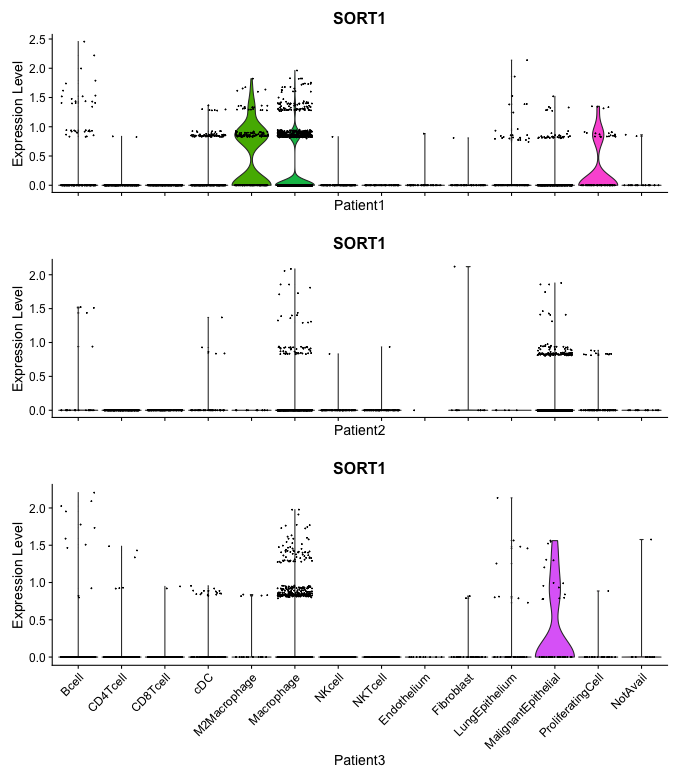 SORT1
Expression Level
2.5
2.0
1.5
1.0
0.5
0.0
Patient1
SORT1
Expression Level
2.0
1.5
1.0
0.5
0.0
Patient2
SORT1
Expression Level
2.0
1.5
1.0
0.5
0.0
Bcell
CD4Tcell
CD8Tcell
cDC
M2Macrophage
Macrophage
NKcell
NKTcell
Endothelium
Fibroblast
LungEpithelium
MalignantEpithelial
ProliferatingCell
NotAvail
Patient3